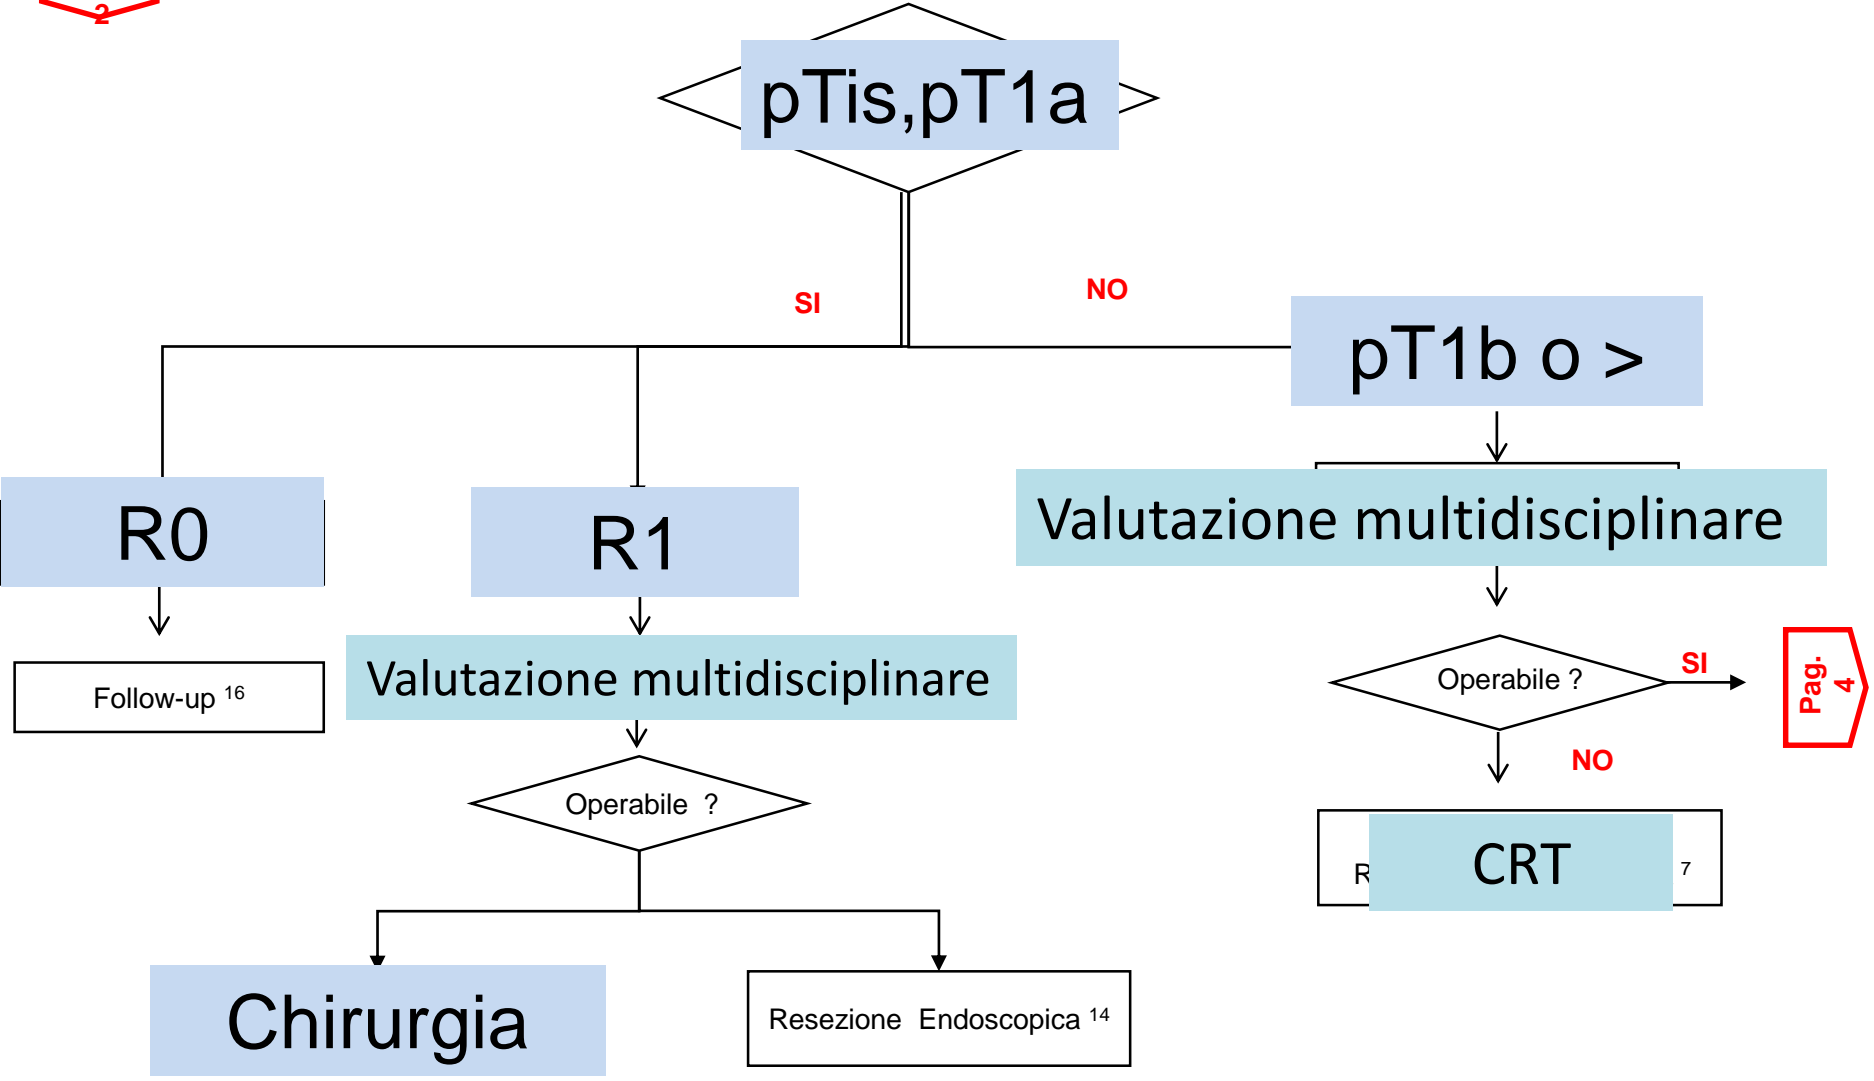 2
pTis,pT1a
SI
NO
pT1b o >
R0
R1
Valutazione multidisciplinare
Follow-up 16
Valutazione multidisciplinare
Operabile ?
SI
Pag.
4
NO
Operabile ?
CRT
7
Chirurgia
Resezione Endoscopica 14